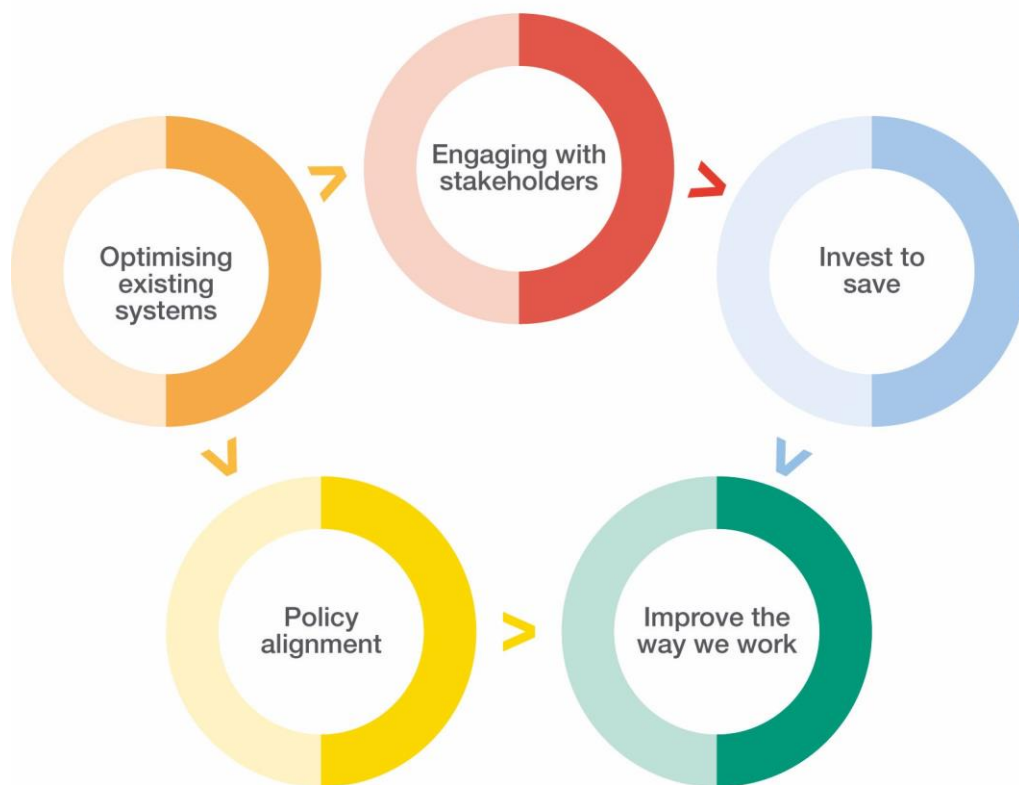 Engaging with
stakeholders
Optimising
existing
systems
Invest to
save
Policy
alignment
Improve the
way we work